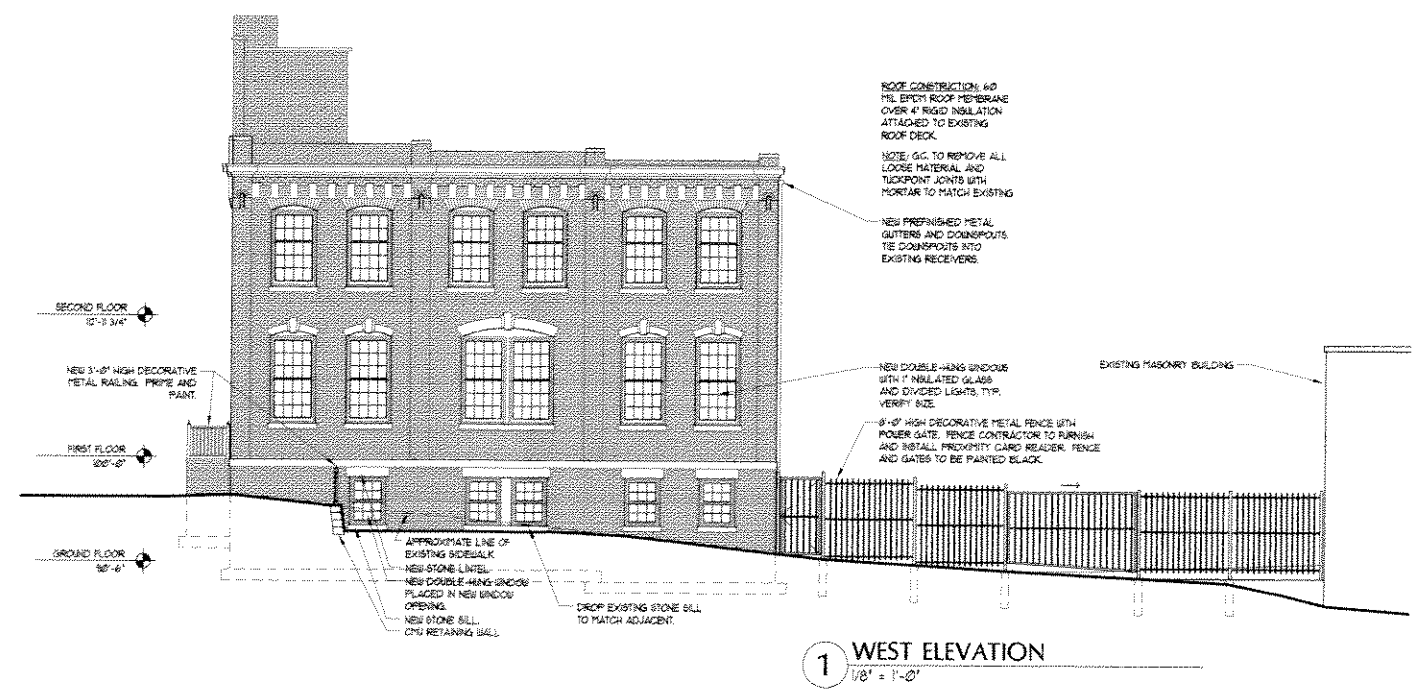 ROOF CONSTRUCTION: 60
MIL EPDM ROOF MEMBRANE
OVER 4" RIGID INSULATION
ATTACHED TO EXISTING
ROOF DECK.
NOTE: G.C. TO REMOVE ALL
LOOSE MATERIAL AND
TUCKPOINT JOINTS WITH
MORTAR TO MATCH EXISTING
NEW PREFINISHED METAL
GUTTERS AND DOWNSPOUTS.
TIE DOWNSPOUTS INTO
EXISTING RECEIVERS.
SECOND FLOOR
11 3/4"
NEW 3'-0" HIGH DECORATIVE
METAL RAILING. PRIME AND
PAINT.
NEW DOUBLE-HUNG WINDOWS
WITH 1" INSULATED GLASS
AND DIVIDED LIGHTS, TYP.
VERIFY SIZE.
EXISTING MASONRY BUILDING
HIGH DECORATIVE METAL FENCE WITH
POWER GATE. FENCE CONTRACTOR TO FURNISH
AND INSTALL PROXIMITY CARD READER. FENCE
AND GATES TO BE PAINTED BLACK.
FIRST FLOOR
100'-0"
GROUND FLOOR
90'-6"
APPROXIMATE LINE OF
EXISTING SIDEWALK
NEW STONE LINTEL
NEW DOUBLE-HUNG WINDOW
PLACED IN NEW WINDOW
OPENING.
NEW STONE SILL
CMU RETAINING WALL
DROP EXISTING STONE SILL
TO MATCH ADJACENT.
1 WEST ELEVATION
1/8" = 1'-0"